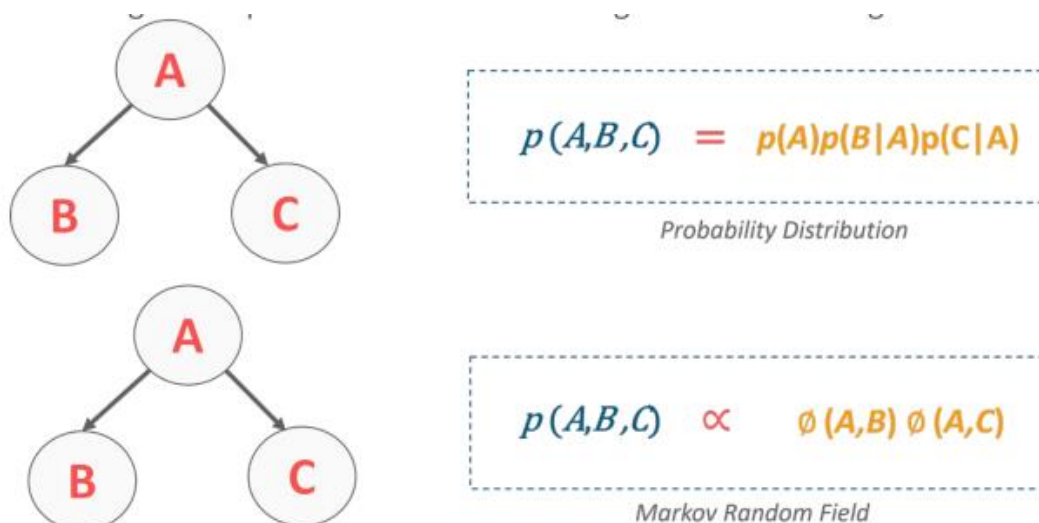 A
p(A,B,C) = p(A)p(B|A)p(C|A)
B
C
Probability Distribution
A
p(A,B,C) ∝ ø(A,B) ø(A,C)
B
C
Markov Random Field